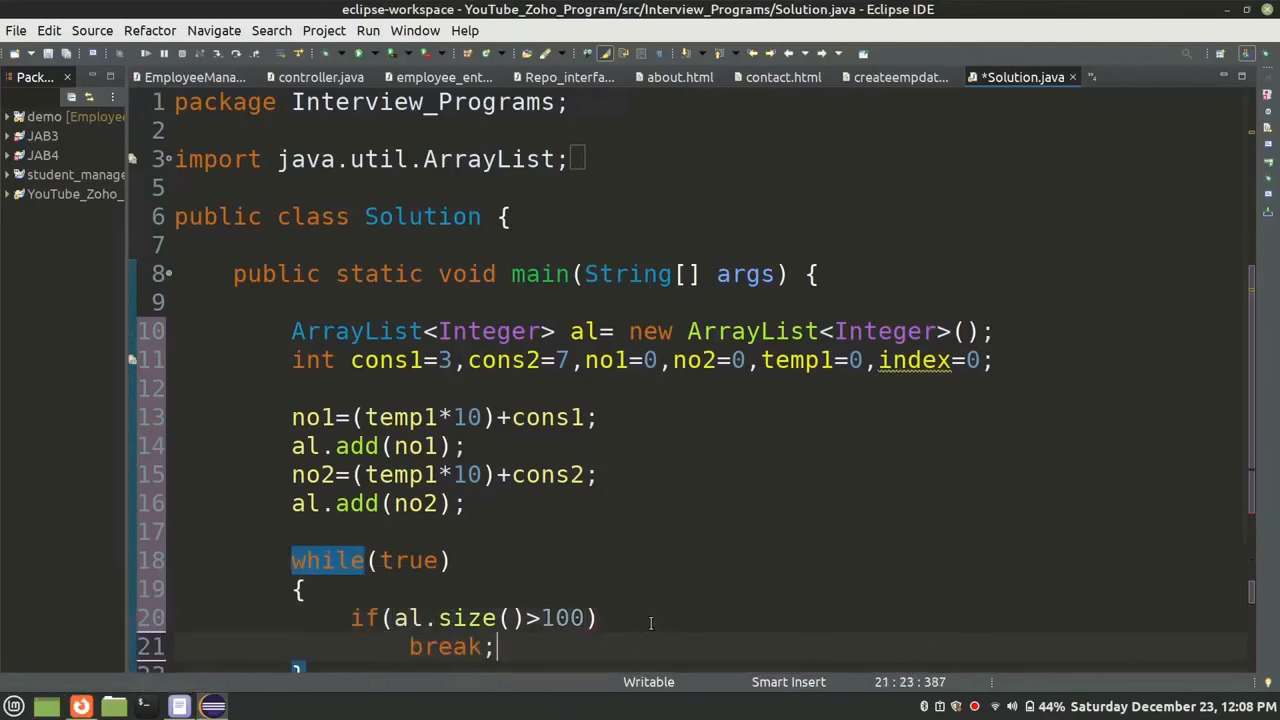 eclipse-workspace - YouTube_Zoho_Program/src/Interview_Programs/Solution.java - Eclipse IDE
File Edit Source Refactor Navigate Search Project Run Window Help
Pack... EmployeeMana... controller.java employee_ent... Repo_interfa... about.html contact.html createempdat... *Solution.java
demo [Employee
JAB3
JAB4
student_manage
YouTube_Zoho_
1 package Interview_Programs;
2
3 import java.util.ArrayList;
5
6 public class Solution {
7
8 public static void main(String[] args) {
9
10 ArrayList<Integer> al= new ArrayList<Integer>();
11 int cons1=3,cons2=7,no1=0,no2=0,temp1=0,index=0;
12
13 no1=(temp1*10)+cons1;
14 al.add(no1);
15 no2=(temp1*10)+cons2;
16 al.add(no2);
17
18 while(true)
19 {
20 if(al.size()>100)
21 break;
22 }
Writable Smart Insert 21 : 23 : 387
44% Saturday December 23, 12:08 PM